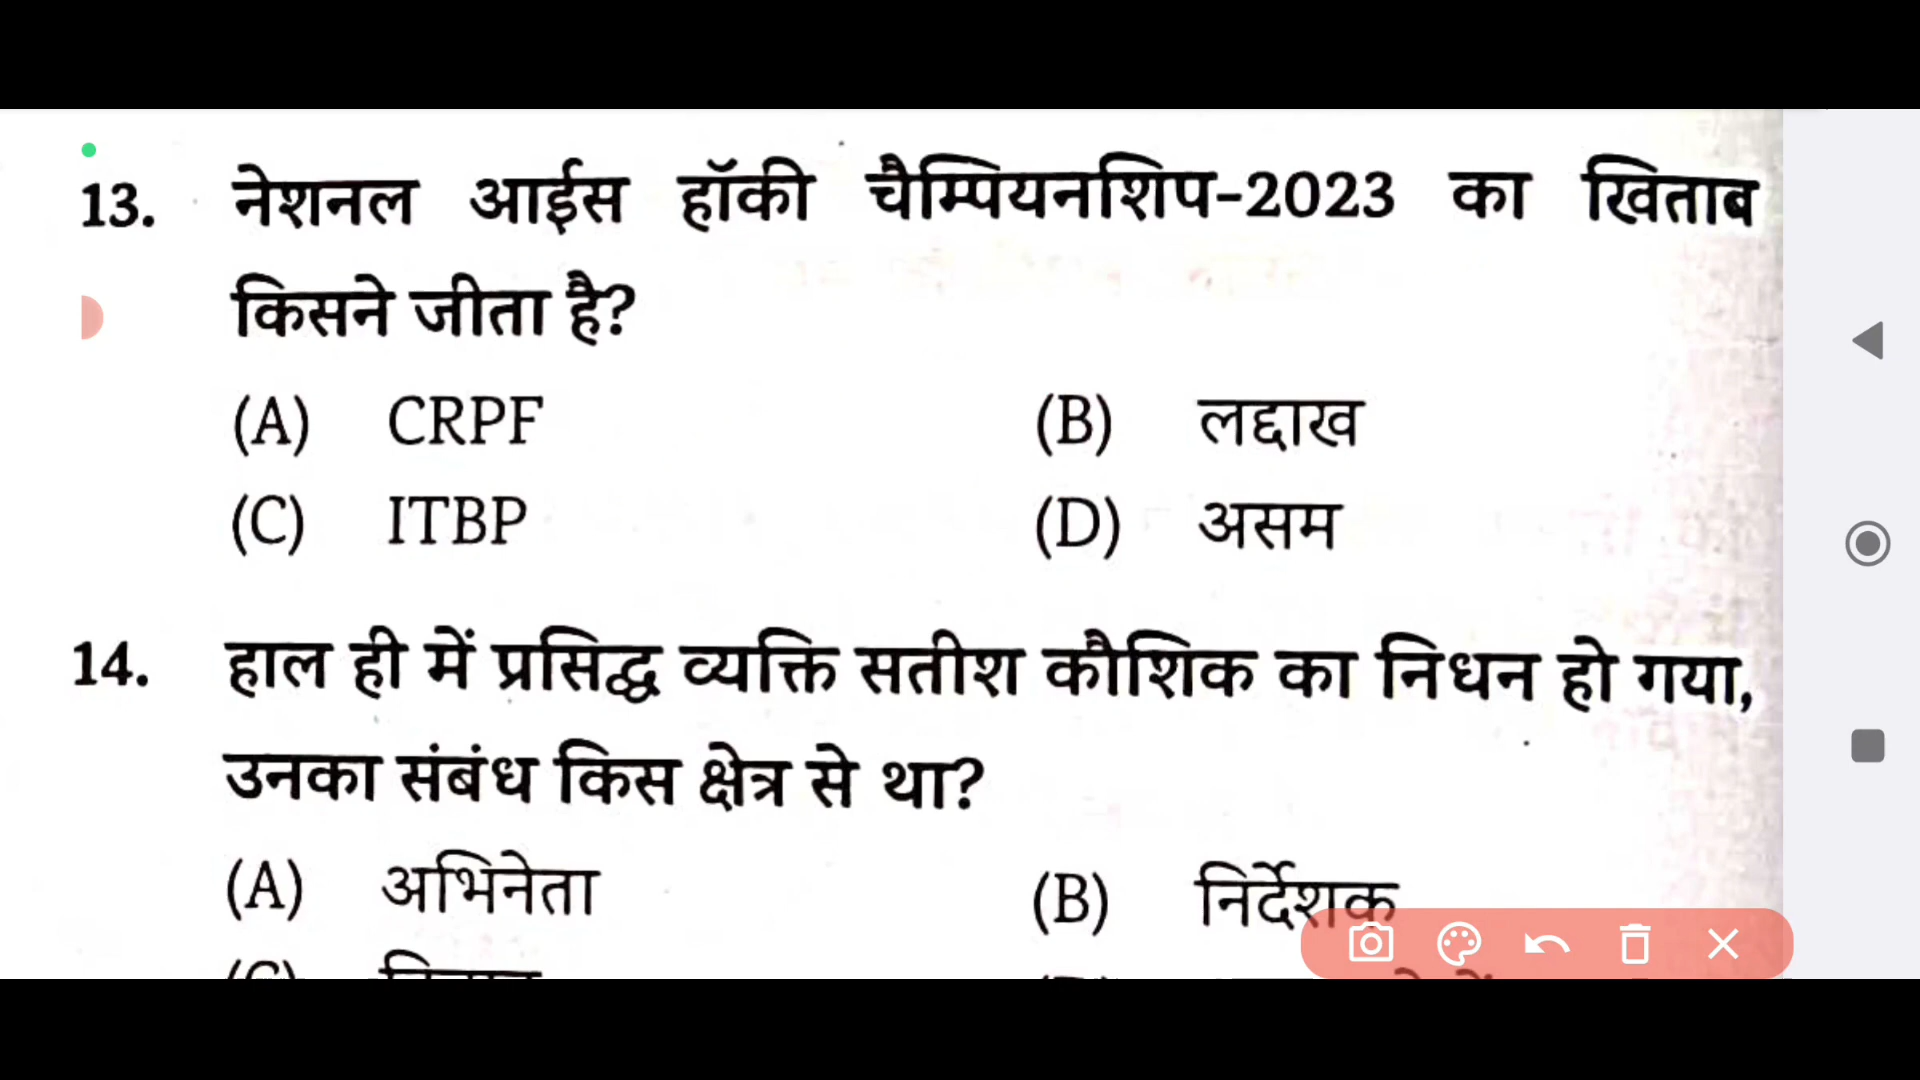 13. नेशनल आईस हॉकी चैम्पियनशिप-2023 का खिताब
किसने जीता है?
(A) CRPF (B) लद्दाख
(C) ITBP (D) असम
14. हाल ही में प्रसिद्ध व्यक्ति सतीश कौशिक का निधन हो गया,
उनका संबंध किस क्षेत्र से था?
(A) अभिनेता (B) निर्देशक